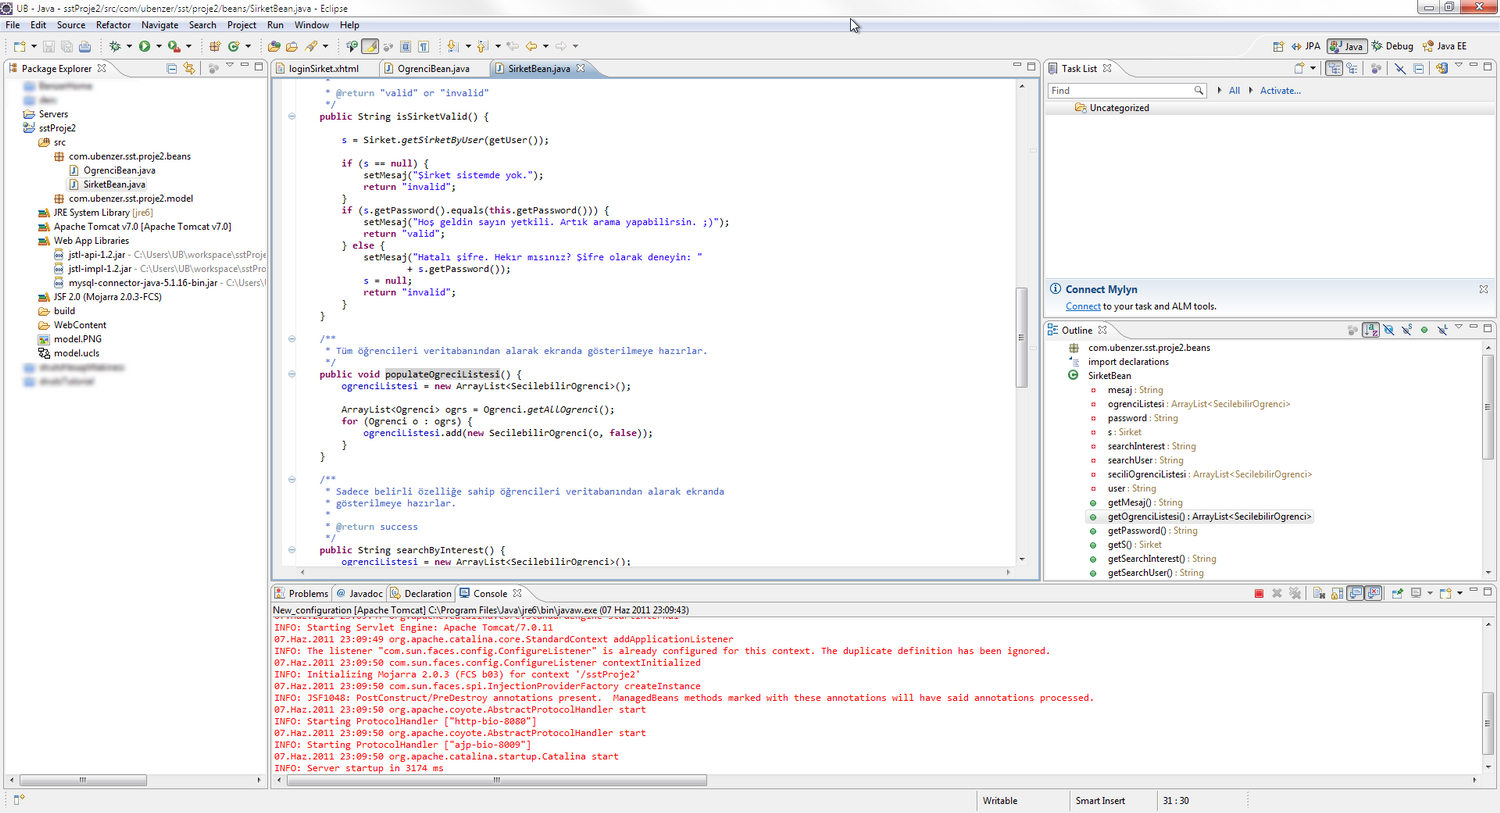 UB - Java - sstProje2/src/com/ubenzer/sst/proje2/beans/SirketBean.java - Eclipse
File Edit Source Refactor Navigate Search Project Run Window Help
JPA Java Debug Java EE
Package Explorer
Servers
sstProje2
src
com.ubenzer.sst.proje2.beans
OgrenciBean.java
SirketBean.java
com.ubenzer.sst.proje2.model
JRE System Library [jre6]
Apache Tomcat v7.0 [Apache Tomcat v7.0]
Web App Libraries
jstl-api-1.2.jar - C:\Users\UB\workspace\sstProje
jstl-impl-1.2.jar - C:\Users\UB\workspace\sstPro
mysql-connector-java-5.1.16-bin.jar - C:\Users\U
JSF 2.0 (Mojarra 2.0.3-FCS)
build
WebContent
model.PNG
model.ucls
loginSirket.xhtml OgrenciBean.java SirketBean.java
* @return "valid" or "invalid"
*/
public String isSirketValid() {
s = Sirket.getSirketByUser(getUser());
if (s == null) {
setMesaj("Şirket sistemde yok.");
return "invalid";
}
if (s.getPassword().equals(this.getPassword())) {
setMesaj("Hoş geldin sayın yetkili. Artık arama yapabilirsin. ;)");
return "valid";
} else {
setMesaj("Hatalı şifre. Hekır mısınız? Şifre olarak deneyin: "
+ s.getPassword());
s = null;
return "invalid";
}
}
/**
* Tüm öğrencileri veritabanından alarak ekranda gösterilmeye hazırlar.
*/
public void populateOgreciListesi() {
ogrenciListesi = new ArrayList<SecilebilirOgrenci>();
ArrayList<Ogrenci> ogrs = Ogrenci.getAllOgrenci();
for (Ogrenci o : ogrs) {
ogrenciListesi.add(new SecilebilirOgrenci(o, false));
}
}
/**
* Sadece belirli özelliğe sahip öğrencileri veritabanından alarak ekranda
* gösterilmeye hazırlar.
*
* @return success
*/
public String searchByInterest() {
ogrenciListesi = new ArrayList<SecilebilirOgrenci>();
Task List
Find All Activate...
Uncategorized
Connect Mylyn
Connect to your task and ALM tools.
Outline
com.ubenzer.sst.proje2.beans
import declarations
SirketBean
mesaj : String
ogrenciListesi : ArrayList<SecilebilirOgrenci>
password : String
s : Sirket
searchInterest : String
searchUser : String
seciliOgrenciListesi : ArrayList<SecilebilirOgrenci>
user : String
getMesaj() : String
getOgrenciListesi() : ArrayList<SecilebilirOgrenci>
getPassword() : String
getS() : Sirket
getSearchInterest() : String
getSearchUser() : String
Problems Javadoc Declaration Console
New_configuration [Apache Tomcat] C:\Program Files\Java\jre6\bin\javaw.exe (07 Haz 2011 23:09:43)
INFO: Starting Servlet Engine: Apache Tomcat/7.0.11
07.Haz.2011 23:09:49 org.apache.catalina.core.StandardContext addApplicationListener
INFO: The listener "com.sun.faces.config.ConfigureListener" is already configured for this context. The duplicate definition has been ignored.
07.Haz.2011 23:09:50 com.sun.faces.config.ConfigureListener contextInitialized
INFO: Initializing Mojarra 2.0.3 (FCS b03) for context '/sstProje2'
07.Haz.2011 23:09:50 com.sun.faces.spi.InjectionProviderFactory createInstance
INFO: JSF1048: PostConstruct/PreDestroy annotations present.  ManagedBeans methods marked with these annotations will have said annotations processed.
07.Haz.2011 23:09:50 org.apache.coyote.AbstractProtocolHandler start
INFO: Starting ProtocolHandler ["http-bio-8080"]
07.Haz.2011 23:09:50 org.apache.coyote.AbstractProtocolHandler start
INFO: Starting ProtocolHandler ["ajp-bio-8009"]
07.Haz.2011 23:09:50 org.apache.catalina.startup.Catalina start
INFO: Server startup in 3174 ms
Writable Smart Insert 31 : 30